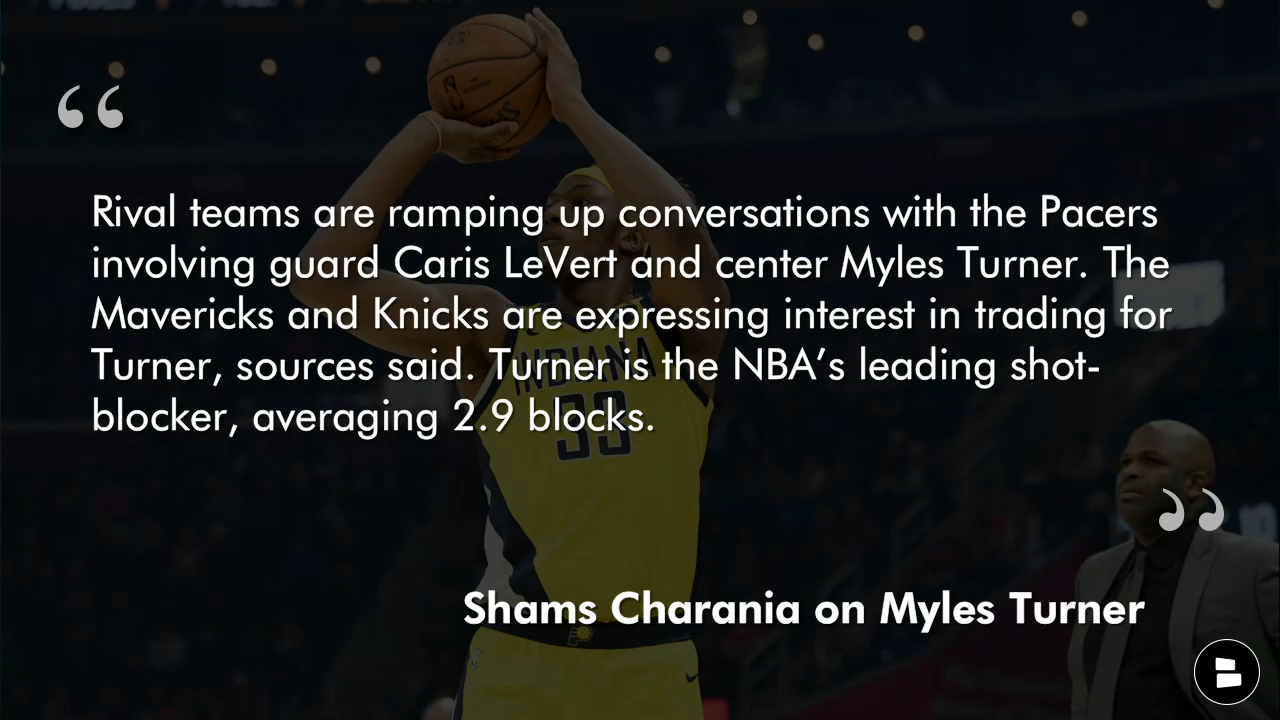 “
Rival teams are ramping up conversations with the Pacers
involving guard Caris LeVert and center Myles Turner. The
Mavericks and Knicks are expressing interest in trading for
Turner, sources said. Turner is the NBA’s leading shot-
blocker, averaging 2.9 blocks.
”
INDIANA
33
Shams Charania on Myles Turner